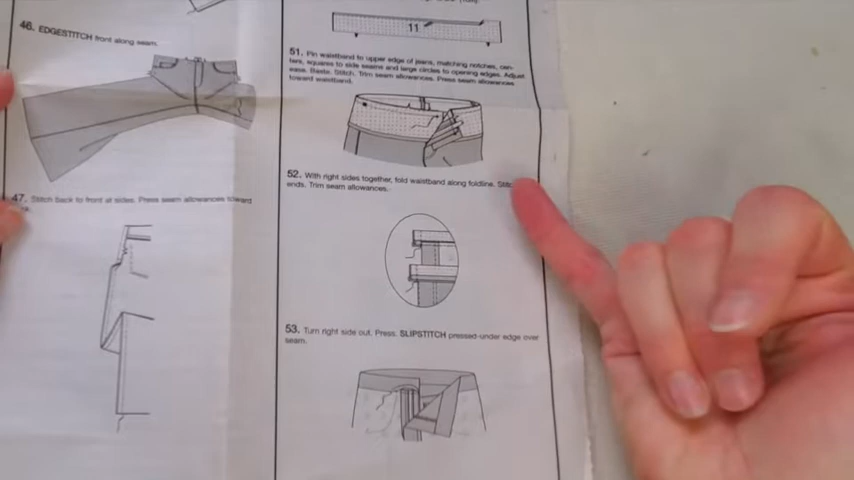 46. EDGESTITCH front along seam.
47. Stitch back to front at sides. Press seam allowances toward
11
51. Pin waistband to upper edge of jeans, matching notches, cen-
ters, squares to side seams and large circles to opening edges. Adjust
ease. Baste. Stitch. Trim seam allowances. Press seam allowances
toward waistband.
52. With right sides together, fold waistband along foldline. Stitch
ends. Trim seam allowances.
53. Turn right side out. Press. SLIPSTITCH pressed-under edge over
seam.